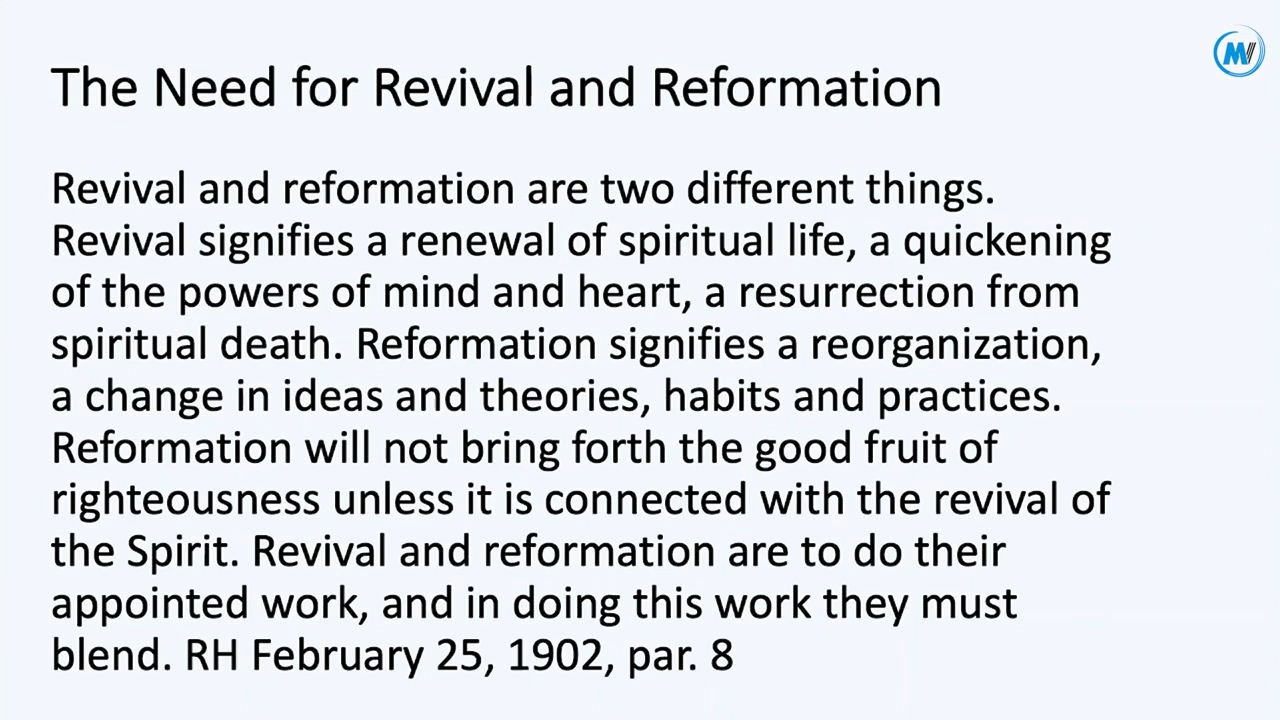 The Need for Revival and Reformation
Revival and reformation are two different things.
Revival signifies a renewal of spiritual life, a quickening
of the powers of mind and heart, a resurrection from
spiritual death. Reformation signifies a reorganization,
a change in ideas and theories, habits and practices.
Reformation will not bring forth the good fruit of
righteousness unless it is connected with the revival of
the Spirit. Revival and reformation are to do their
appointed work, and in doing this work they must
blend. RH February 25, 1902, par. 8
MV